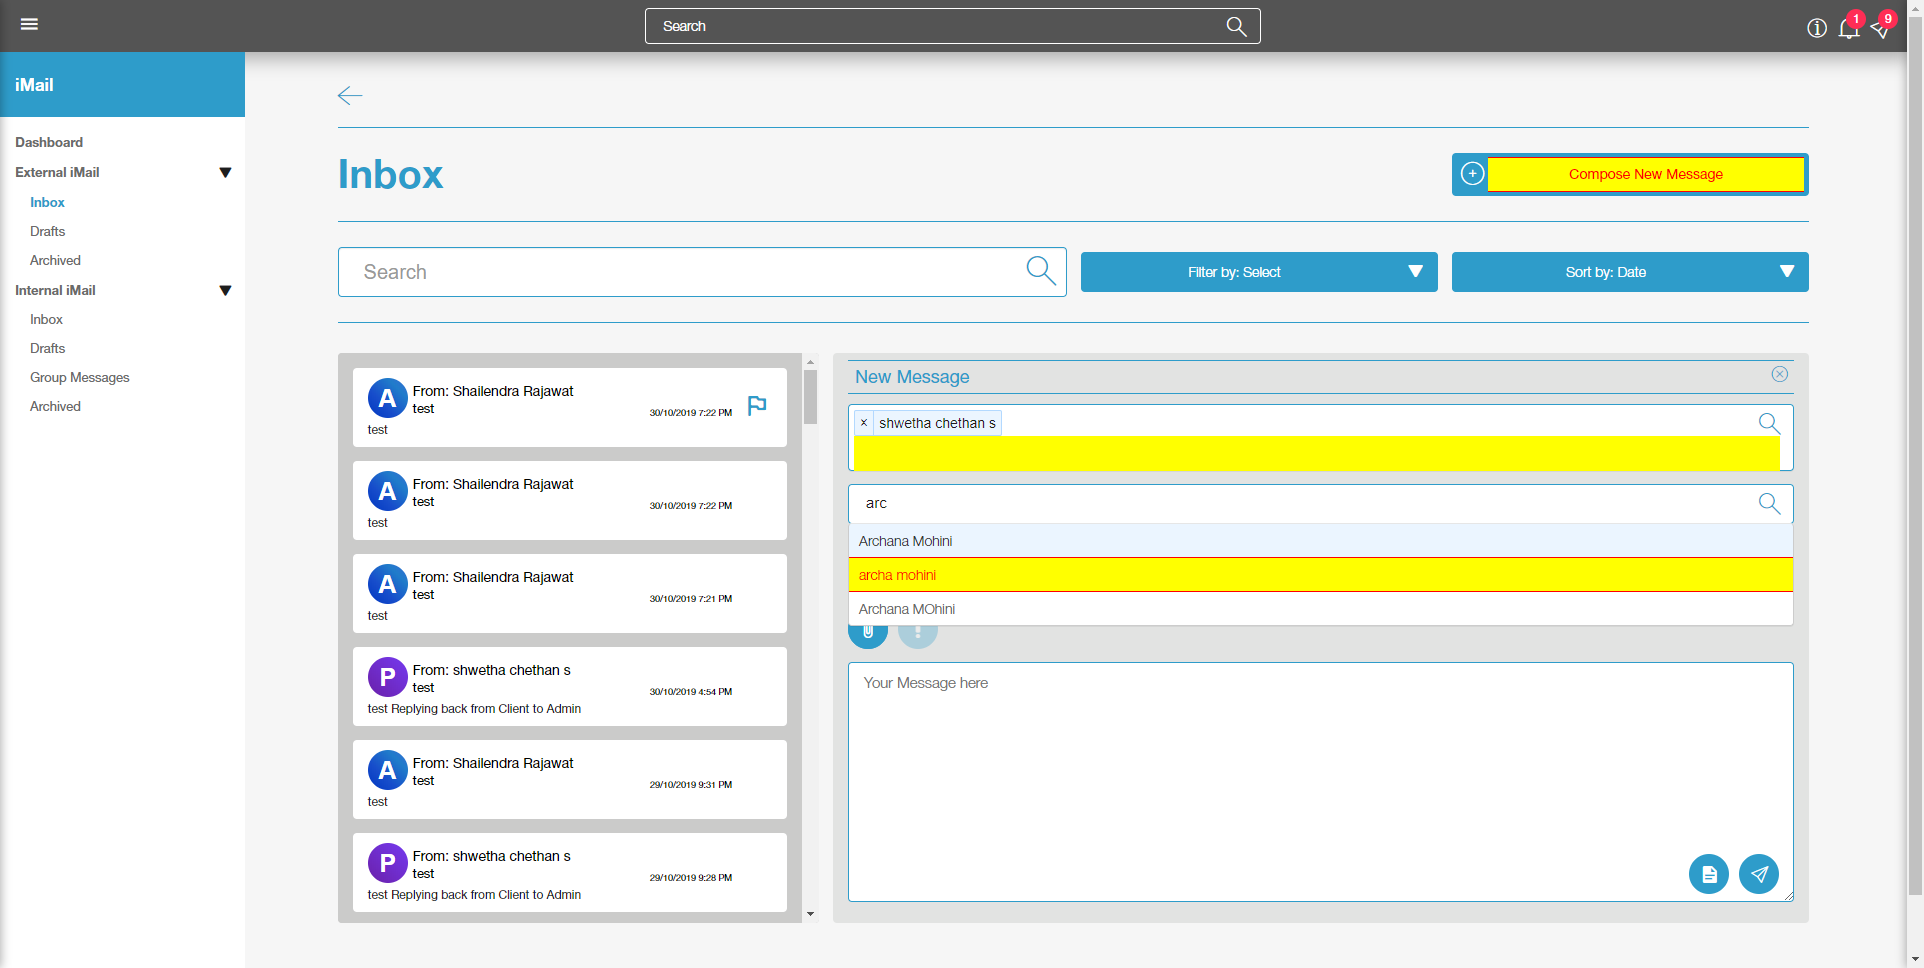 Search
1
9
iMail
Dashboard
External iMail
Inbox
Drafts
Archived
Internal iMail
Inbox
Drafts
Group Messages
Archived
Inbox
Compose New Message
Search
Filter by: Select
Sort by: Date
A
From: Shailendra Rajawat
test
30/10/2019 7:22 PM
test
A
From: Shailendra Rajawat
test
30/10/2019 7:22 PM
test
A
From: Shailendra Rajawat
test
30/10/2019 7:21 PM
test
P
From: shwetha chethan s
test
30/10/2019 4:54 PM
test Replying back from Client to Admin
A
From: Shailendra Rajawat
test
29/10/2019 9:31 PM
test
P
From: shwetha chethan s
test
29/10/2019 9:28 PM
test Replying back from Client to Admin
New Message
× shwetha chethan s
arc
Archana Mohini
archa mohini
Archana MOhini
Your Message here